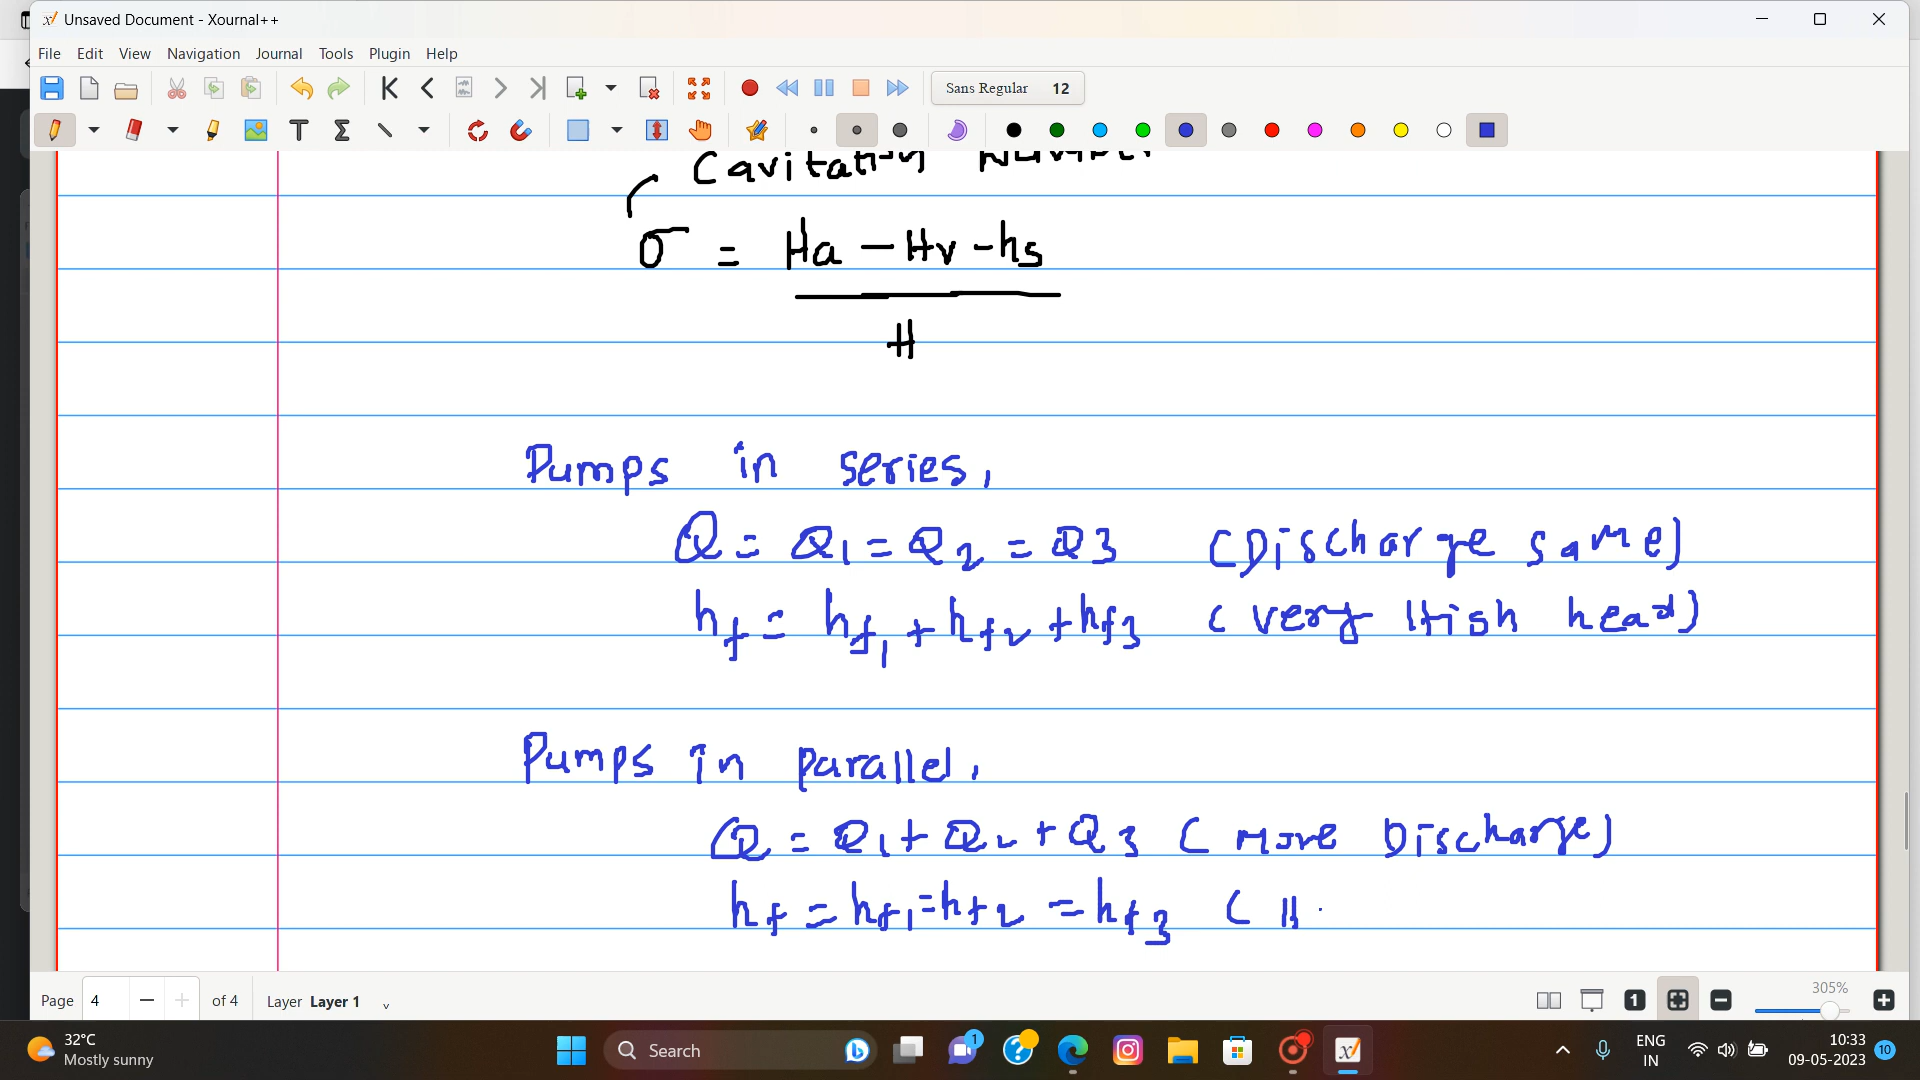 Unsaved Document - Xournal++
File Edit View Navigation Journal Tools Plugin Help
Sans Regular 12
Cavitation Number
σ = Ha - Hv - hs
H
Pumps in series,
Q = Q1 = Q2 = Q3 (Discharge same)
hf = hf1 + hf2 + hf3 (very High head)
Pumps in parallel,
Q = Q1 + Q2 + Q3 (More Discharge)
hf = hf1 = hf2 = hf3 ( H
Page 4 of 4 Layer Layer 1 305%
32°C
Mostly sunny
Search
1
ENG
IN
10:33
09-05-2023
10